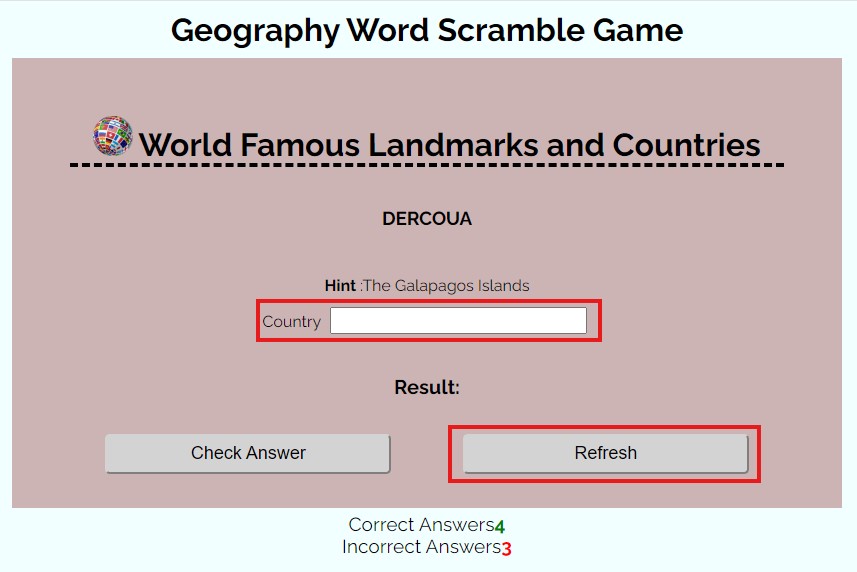 Geography Word Scramble Game
World Famous Landmarks and Countries
DERCOUA
Hint :The Galapagos Islands
Country
Result:
Check Answer Refresh
Correct Answers4
Incorrect Answers3